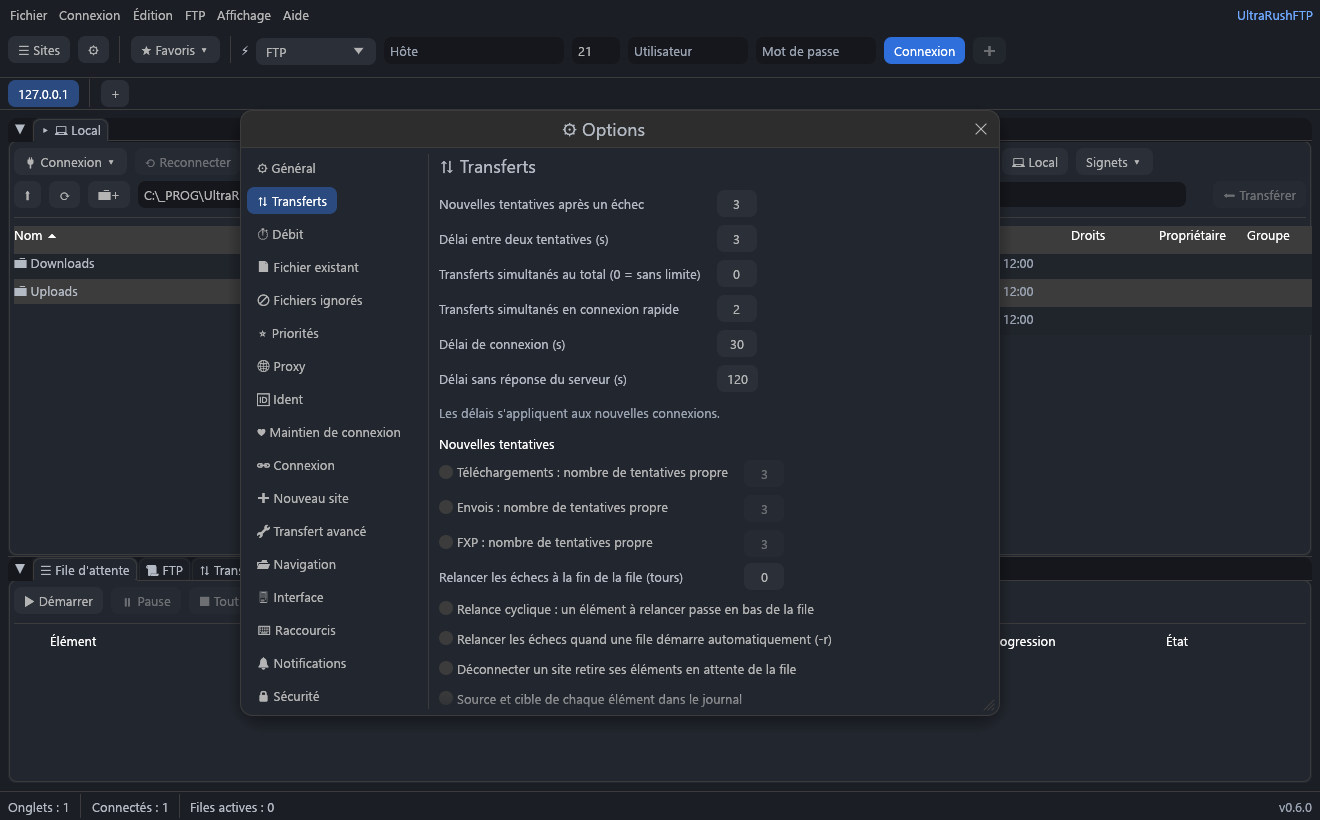 Fichier Connexion Édition FTP Affichage Aide UltraRushFTP
Sites Favoris FTP Hôte 21 Utilisateur Mot de passe Connexion +
127.0.0.1 +
Local
Connexion Reconnecter
C:\_PROG\UltraR
Nom
Downloads
Uploads
Options
Général
Transferts
Débit
Fichier existant
Fichiers ignorés
Priorités
Proxy
Ident
Maintien de connexion
Connexion
Nouveau site
Transfert avancé
Navigation
Interface
Raccourcis
Notifications
Sécurité
Transferts
Nouvelles tentatives après un échec 3
Délai entre deux tentatives (s) 3
Transferts simultanés au total (0 = sans limite) 0
Transferts simultanés en connexion rapide 2
Délai de connexion (s) 30
Délai sans réponse du serveur (s) 120
Les délais s'appliquent aux nouvelles connexions.
Nouvelles tentatives
Téléchargements : nombre de tentatives propre 3
Envois : nombre de tentatives propre 3
FXP : nombre de tentatives propre 3
Relancer les échecs à la fin de la file (tours) 0
Relance cyclique : un élément à relancer passe en bas de la file
Relancer les échecs quand une file démarre automatiquement (-r)
Déconnecter un site retire ses éléments en attente de la file
Source et cible de chaque élément dans le journal
Local Signets
Transférer
Droits Propriétaire Groupe
12:00
12:00
12:00
File d'attente FTP Trans
Démarrer Pause Tout
Élément ogression État
Onglets : 1 Connectés : 1 Files actives : 0 v0.6.0